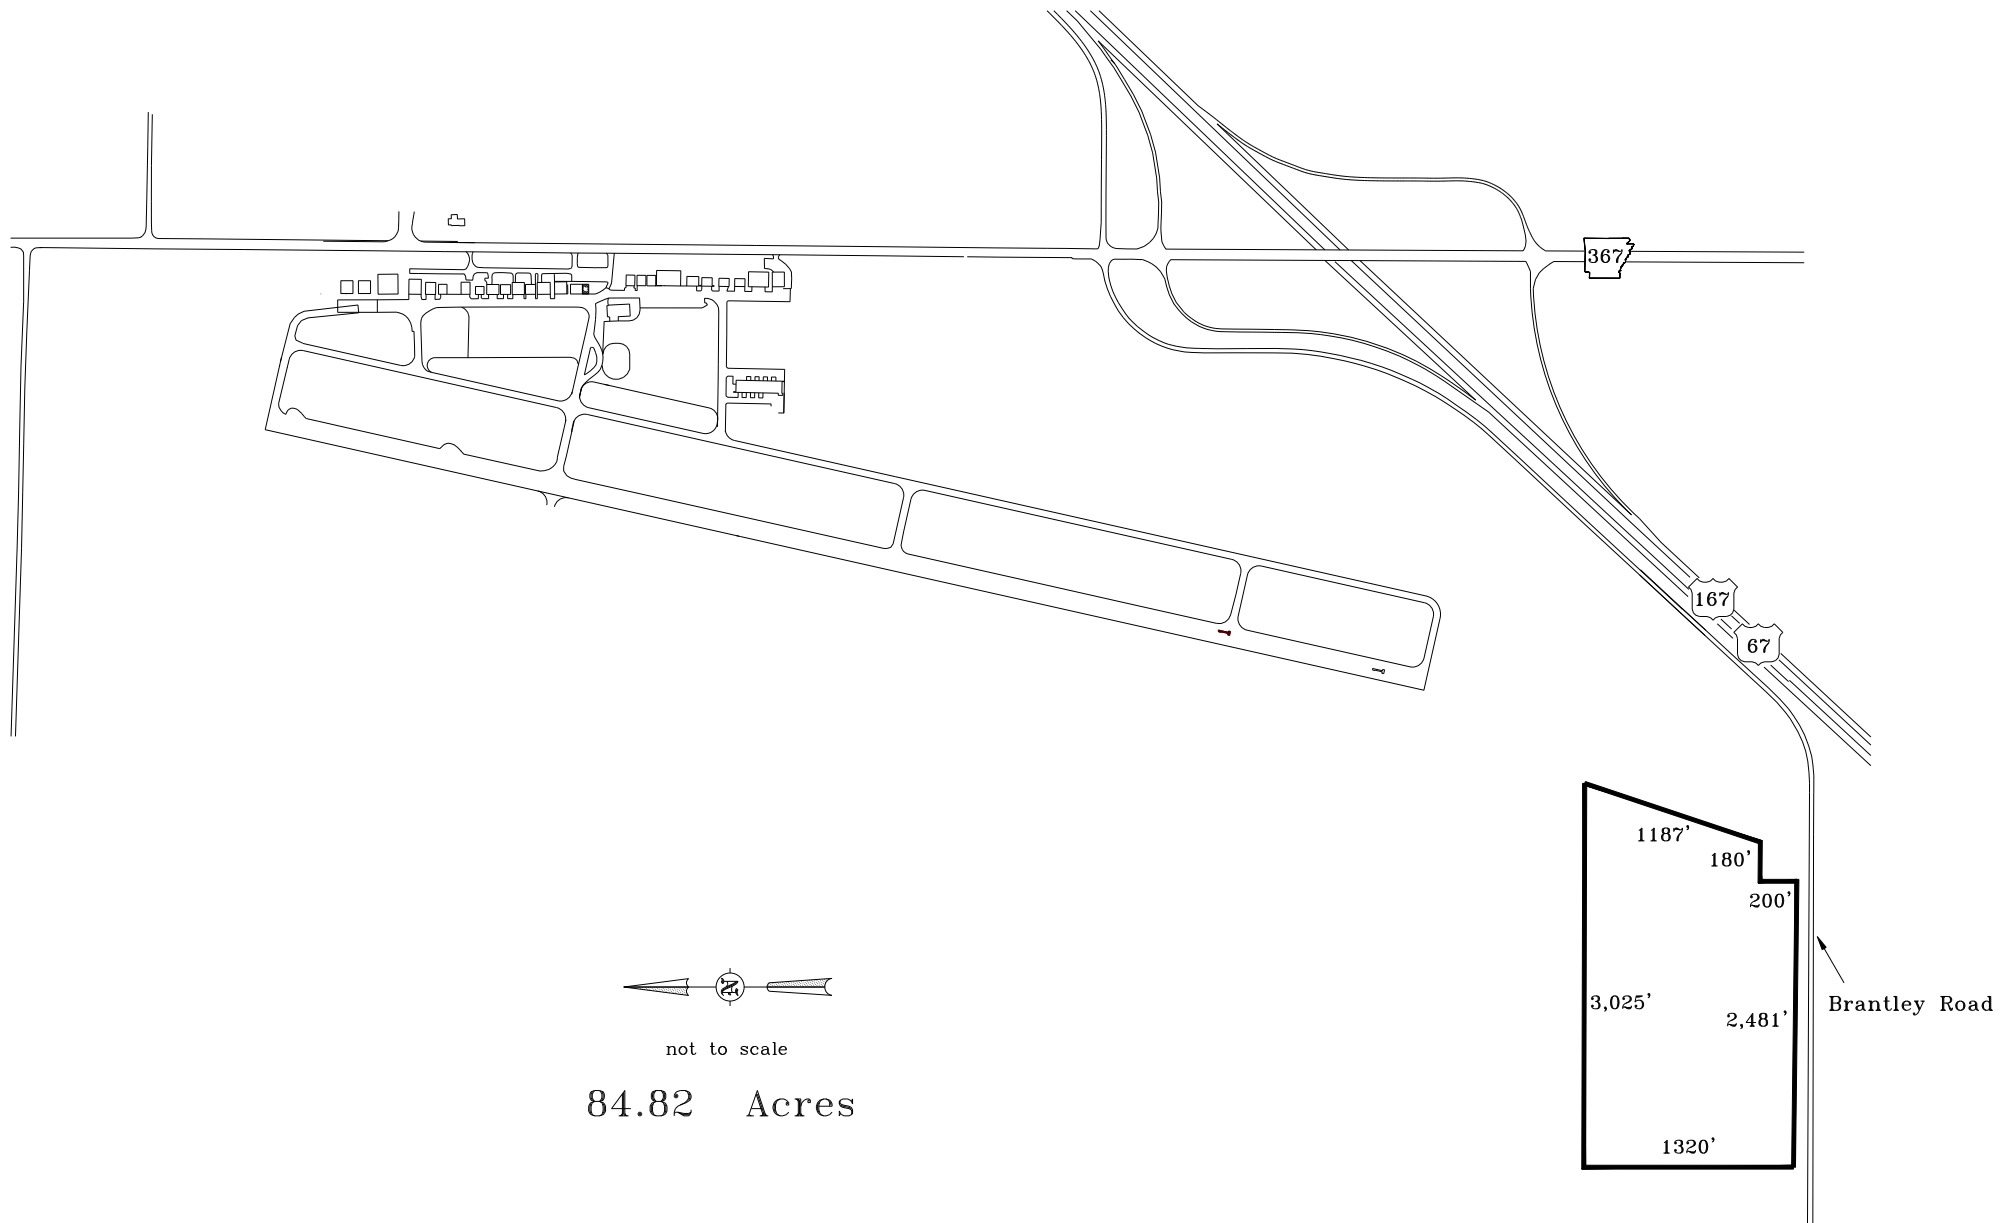 367
167
67
1187'
180'
200'
3,025'
2,481'
Brantley Road
N
not to scale
84.82 Acres
1320'